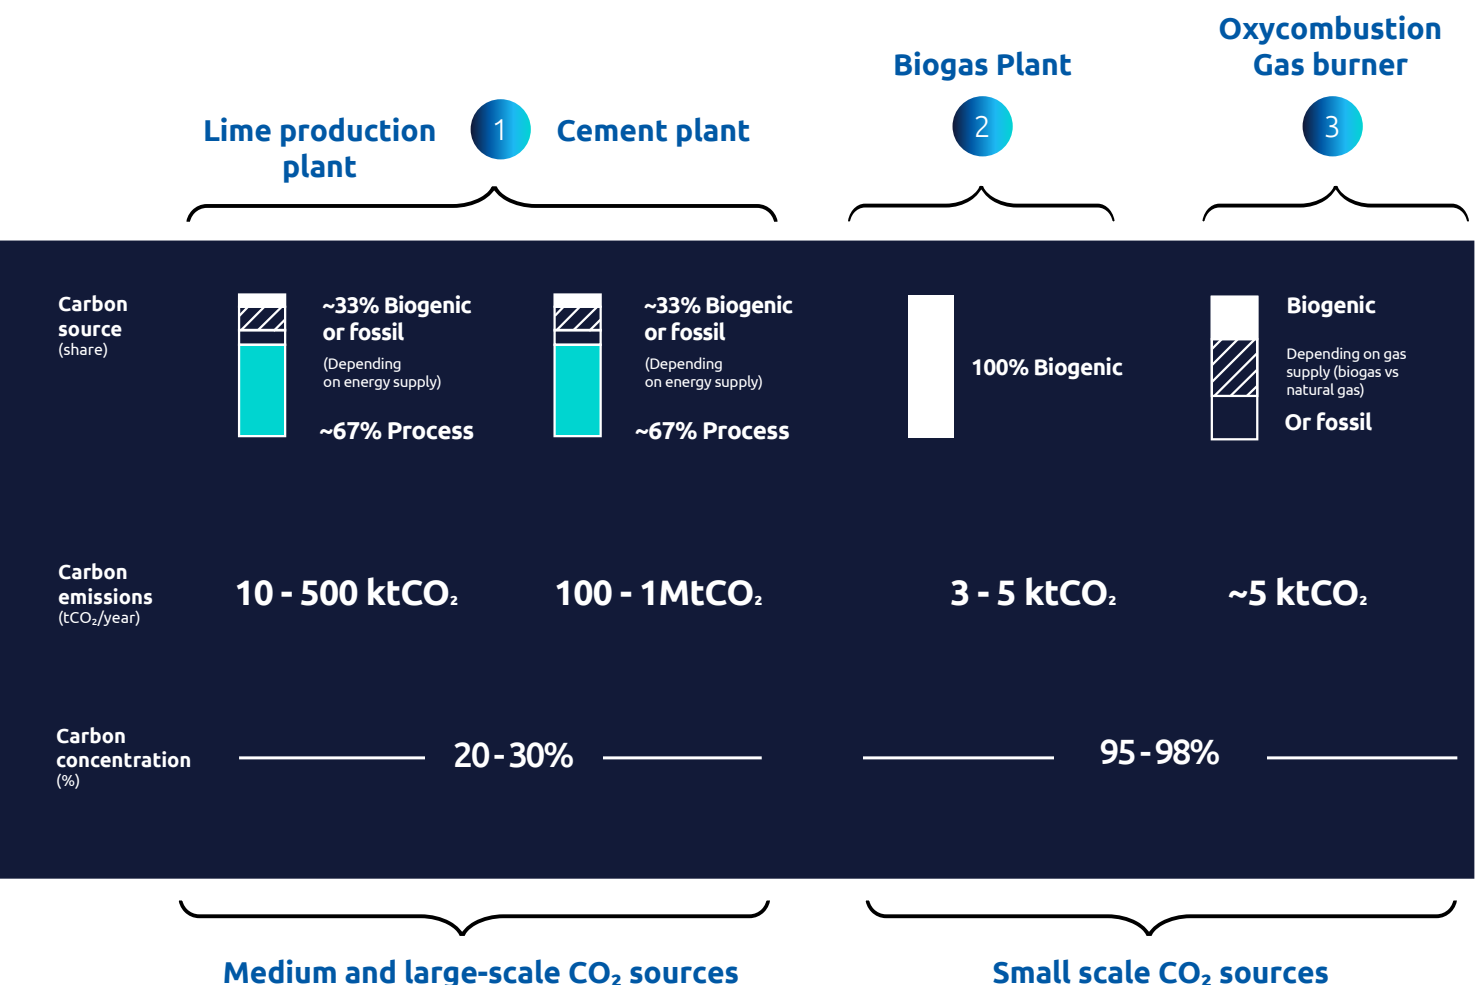 Oxycombustion
Gas burner
Biogas Plant
Lime production
plant
1
Cement plant
2
3
Carbon
source
(share)
~33% Biogenic
or fossil
(Depending
on energy supply)
~67% Process
~33% Biogenic
or fossil
(Depending
on energy supply)
~67% Process
100% Biogenic
Biogenic
Depending on gas
supply (biogas vs
natural gas)
Or fossil
Carbon
emissions
(tCO₂/year)
10 - 500 ktCO₂
100 - 1MtCO₂
3 - 5 ktCO₂
~5 ktCO₂
Carbon
concentration
(%)
20 - 30%
95 - 98%
Medium and large-scale CO₂ sources
Small scale CO₂ sources